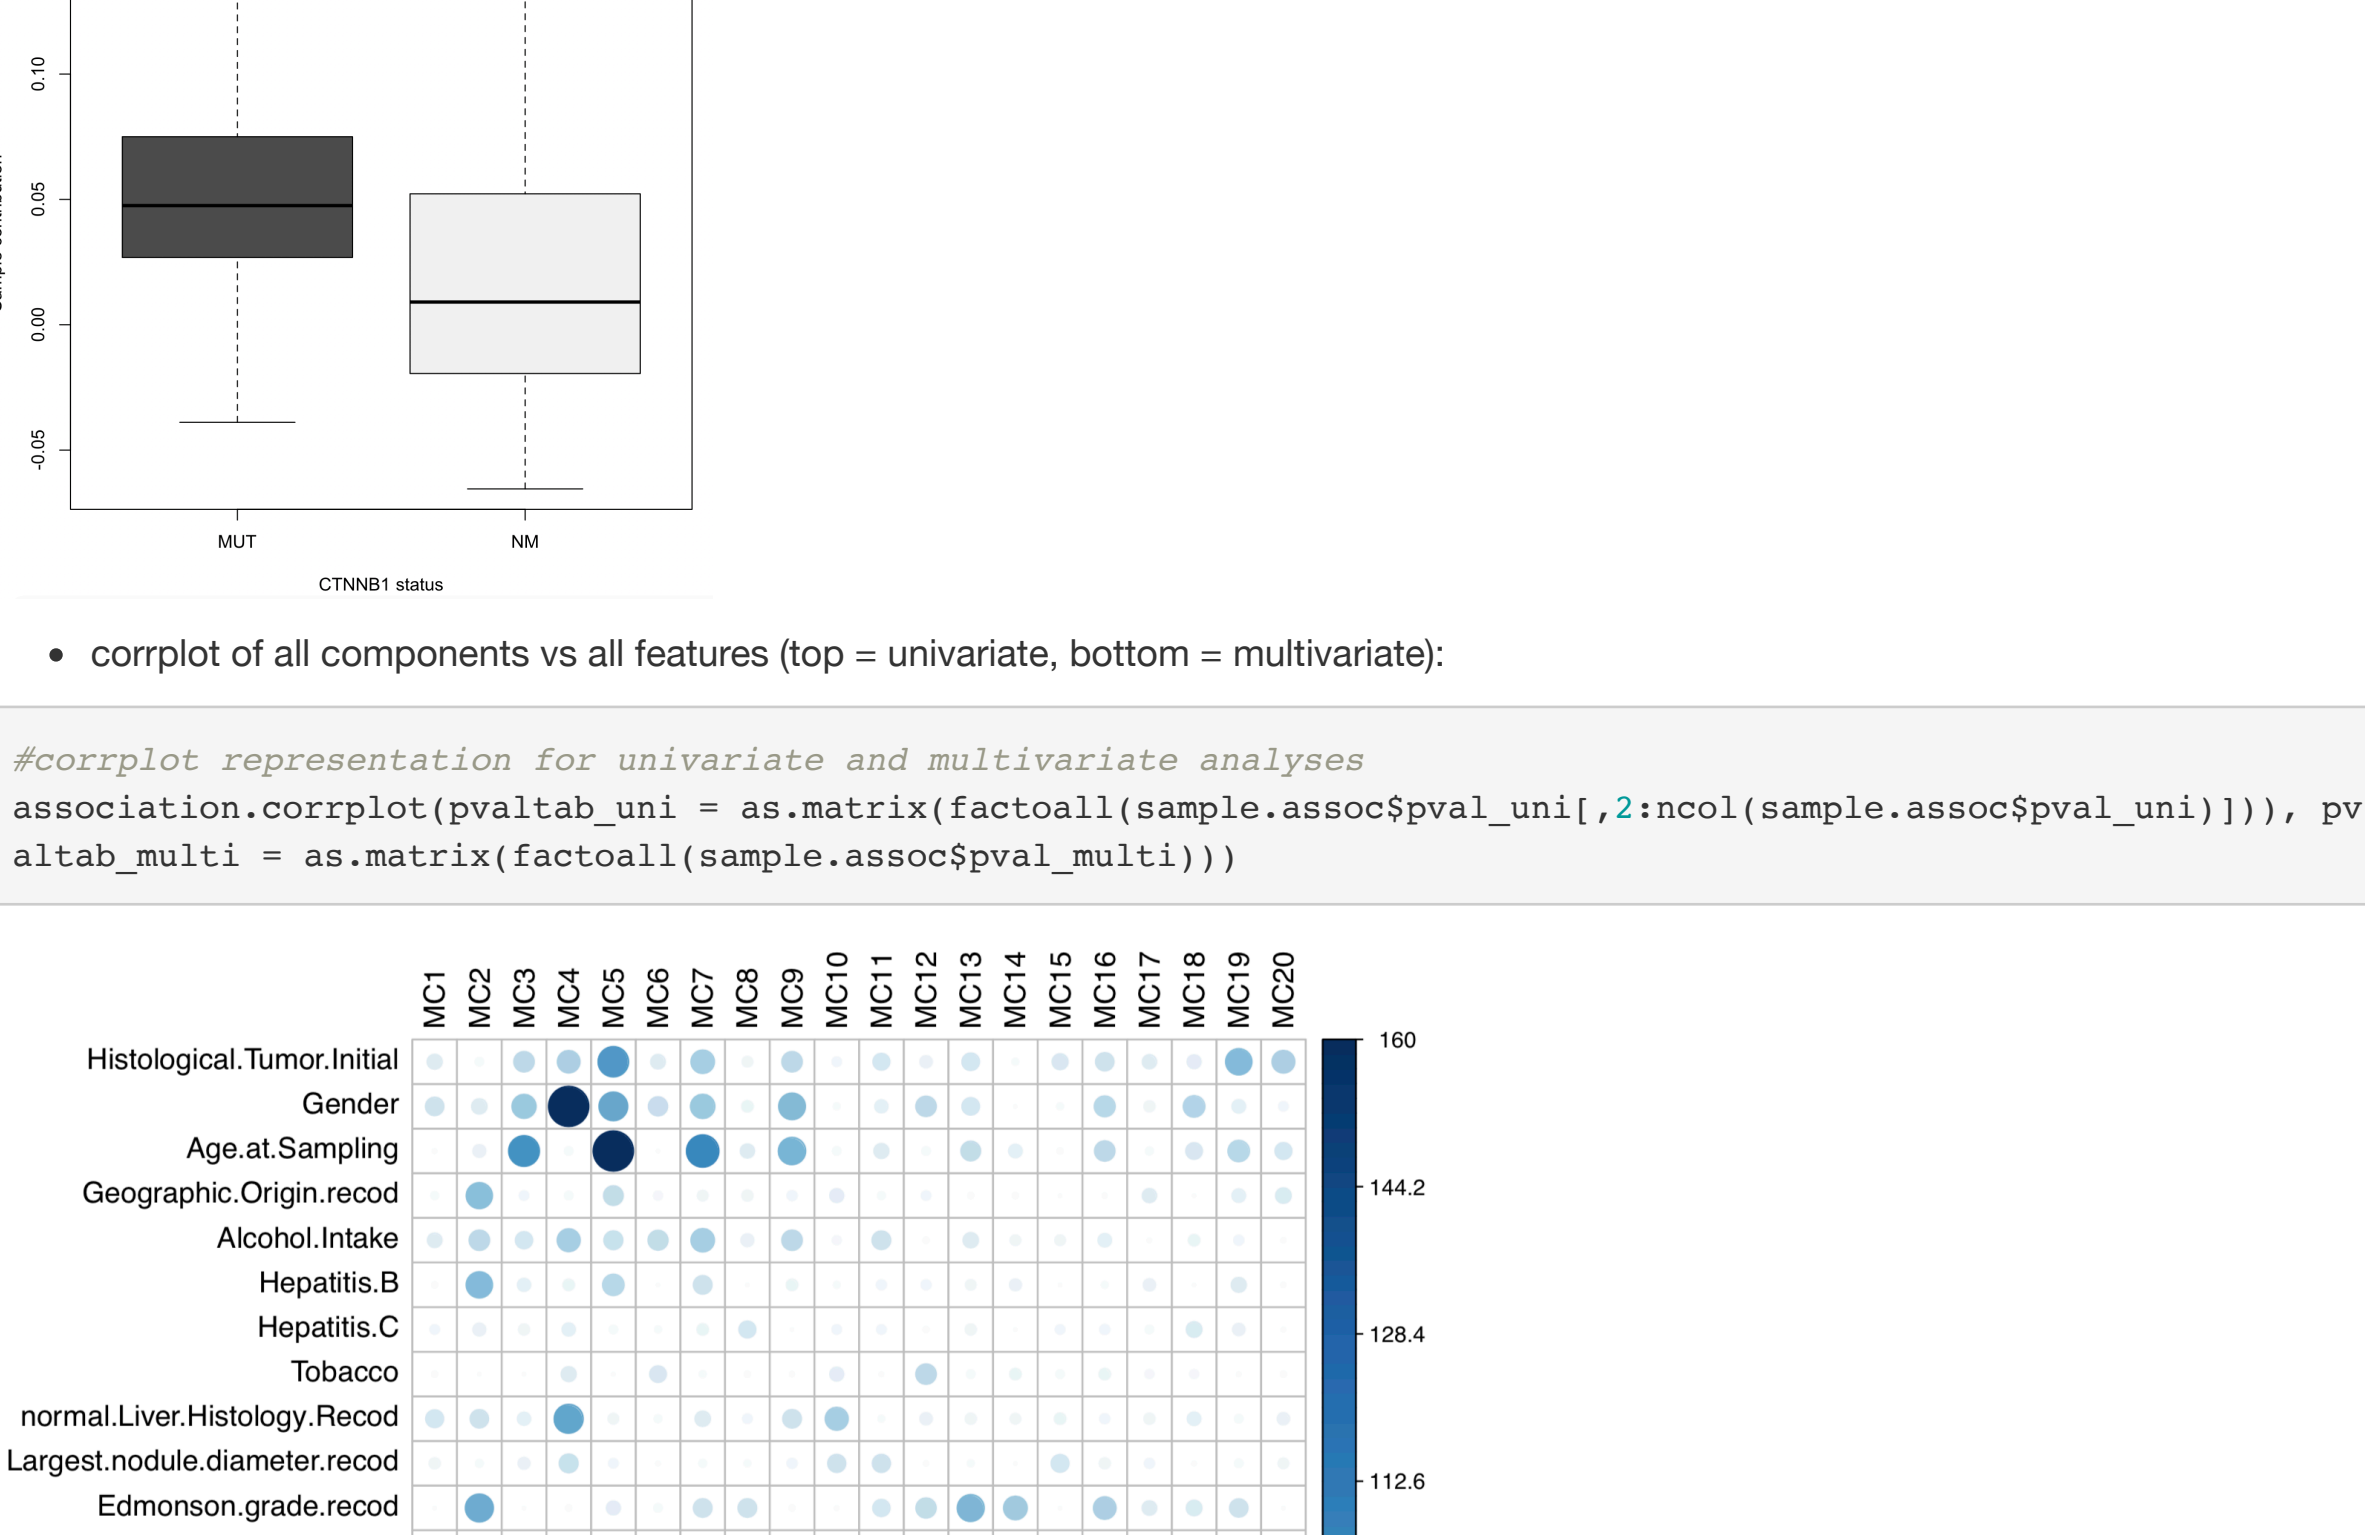 0.10
0.05
0.00
-0.05
MUT NM
CTNNB1 status
• corrplot of all components vs all features (top = univariate, bottom = multivariate):
#corrplot representation for univariate and multivariate analyses
association.corrplot(pvaltab_uni = as.matrix(factoall(sample.assoc$pval_uni[,2:ncol(sample.assoc$pval_uni)])), pv
altab_multi = as.matrix(factoall(sample.assoc$pval_multi)))
MC1 MC2 MC3 MC4 MC5 MC6 MC7 MC8 MC9 MC10 MC11 MC12 MC13 MC14 MC15 MC16 MC17 MC18 MC19 MC20
Histological.Tumor.Initial
Gender
Age.at.Sampling
Geographic.Origin.recod
Alcohol.Intake
Hepatitis.B
Hepatitis.C
Tobacco
normal.Liver.Histology.Recod
Largest.nodule.diameter.recod
Edmonson.grade.recod
160
144.2
128.4
112.6